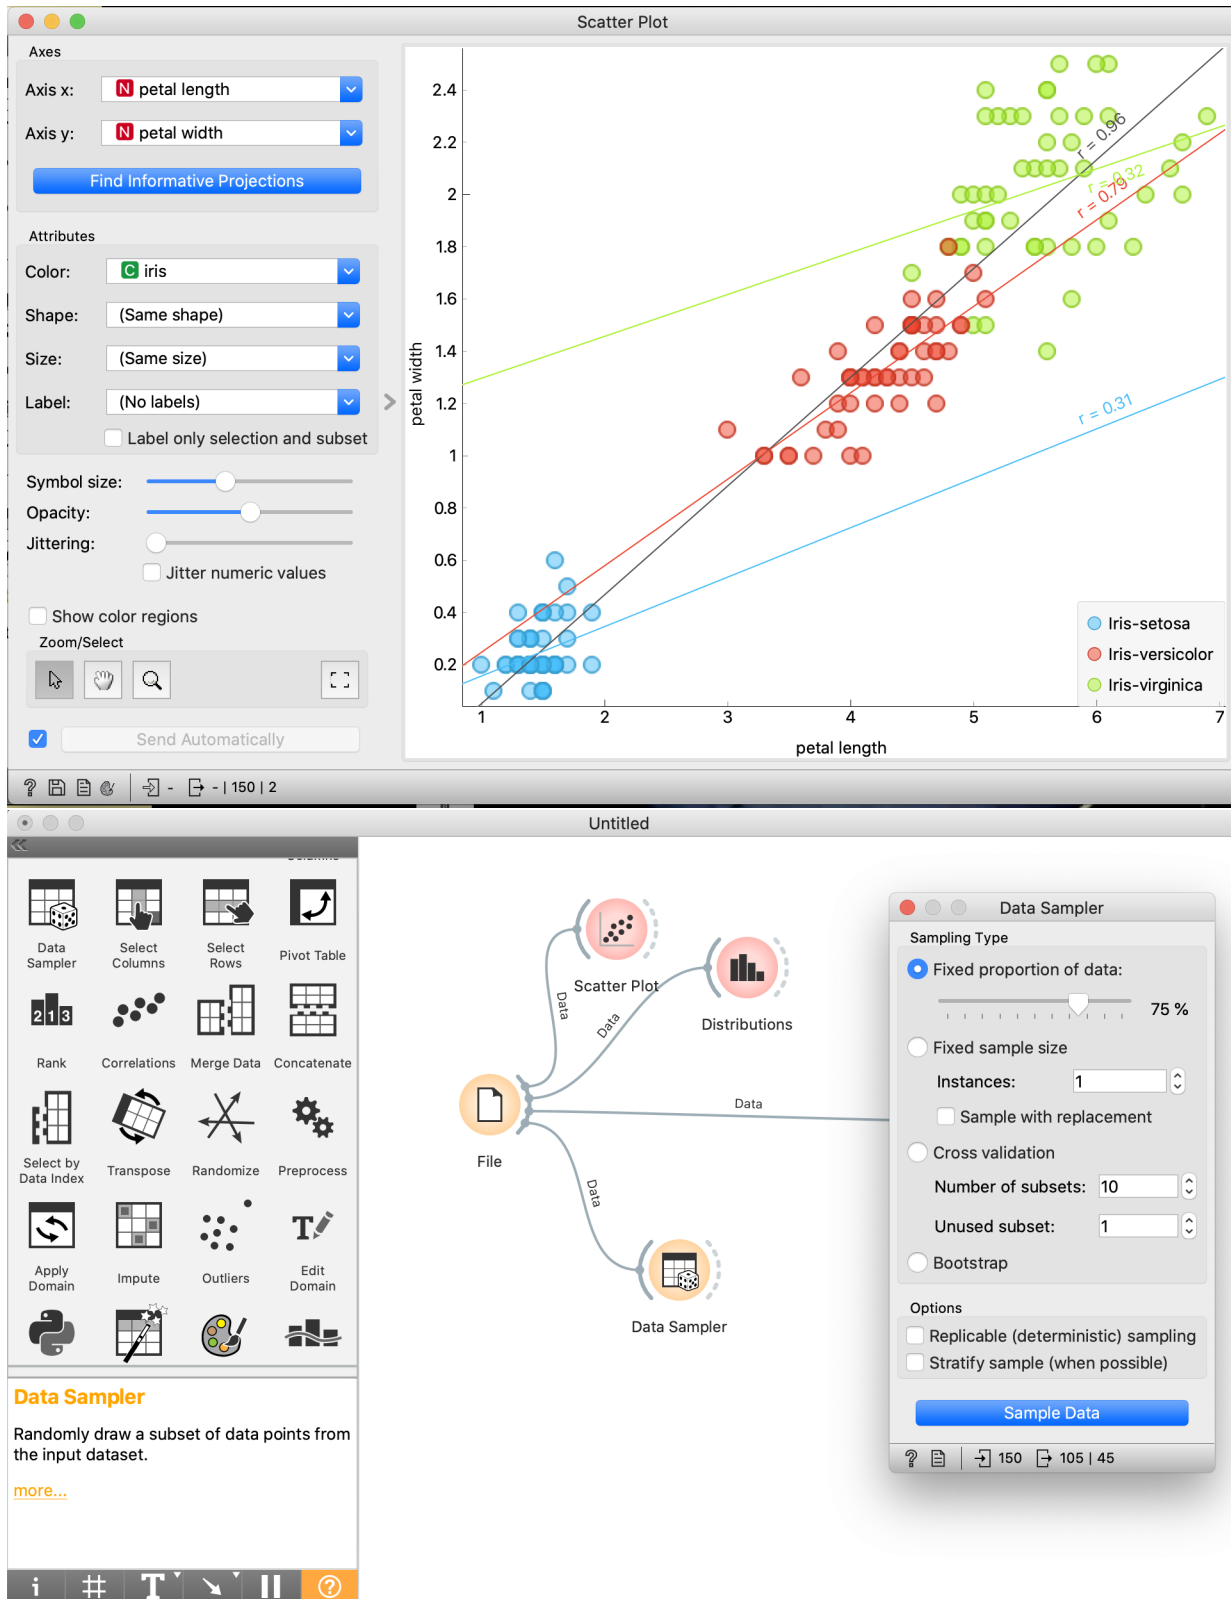 Scatter Plot
Axes
Axis x: N petal length
Axis y: N petal width
Find Informative Projections
Attributes
Color: C iris
Shape: (Same shape)
Size: (Same size)
Label: (No labels)
Label only selection and subset
Symbol size:
Opacity:
Jittering:
Jitter numeric values
Show color regions
Zoom/Select
Send Automatically
? - - | 150 | 2
petal width
2.4
2.2
2
1.8
1.6
1.4
1.2
1
0.8
0.6
0.4
0.2
r = 0.96
r = 0.32
r = 0.79
r = 0.31
Iris-setosa
Iris-versicolor
Iris-virginica
1 2 3 4 5 6 7
petal length
Untitled
Data Sampler
Select Columns
Select Rows
Pivot Table
1 2 3
Rank
Correlations
Merge Data
Concatenate
Select by Data Index
Transpose
Randomize
Preprocess
Apply Domain
Impute
Outliers
T
Edit Domain
Data Sampler
Randomly draw a subset of data points from
the input dataset.
more...
i # T ?
Scatter Plot
Data
Distributions
Data
File
Data
Data
Data Sampler
Data Sampler
Sampling Type
Fixed proportion of data:
75 %
Fixed sample size
Instances: 1
Sample with replacement
Cross validation
Number of subsets: 10
Unused subset: 1
Bootstrap
Options
Replicable (deterministic) sampling
Stratify sample (when possible)
Sample Data
? 150 105 | 45